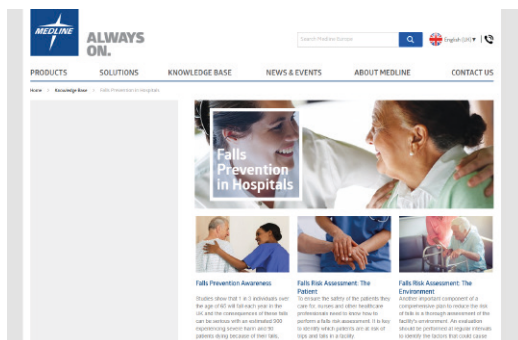 MEDLINE
ALWAYS
ON.
Search Medline Europe
English (UK)
PRODUCTS SOLUTIONS KNOWLEDGE BASE NEWS & EVENTS ABOUT MEDLINE CONTACT US
Home > Knowledge Base > Falls Prevention in Hospitals
Falls
Prevention
in Hospitals
Falls Prevention Awareness
Studies show that 1 in 3 individuals over
the age of 60 will fall each year in the
UK and the consequences of these falls
can be serious with an estimated 500
experiencing severe harm and 90
patients dying because of their falls.
Falls Risk Assessment: The
Patient
To ensure the safety of the patients they
care for, nurses and other healthcare
professionals need to know how to
perform a falls risk assessment. It is key
to identify which patients are at risk of
trips and falls in a facility
Falls Risk Assessment: The
Environment
Another important component of a
comprehensive plan to reduce the risk
of falls is a thorough assessment of the
facility's environment. An evaluation
should be performed at regular intervals
to identify the factors that could cause